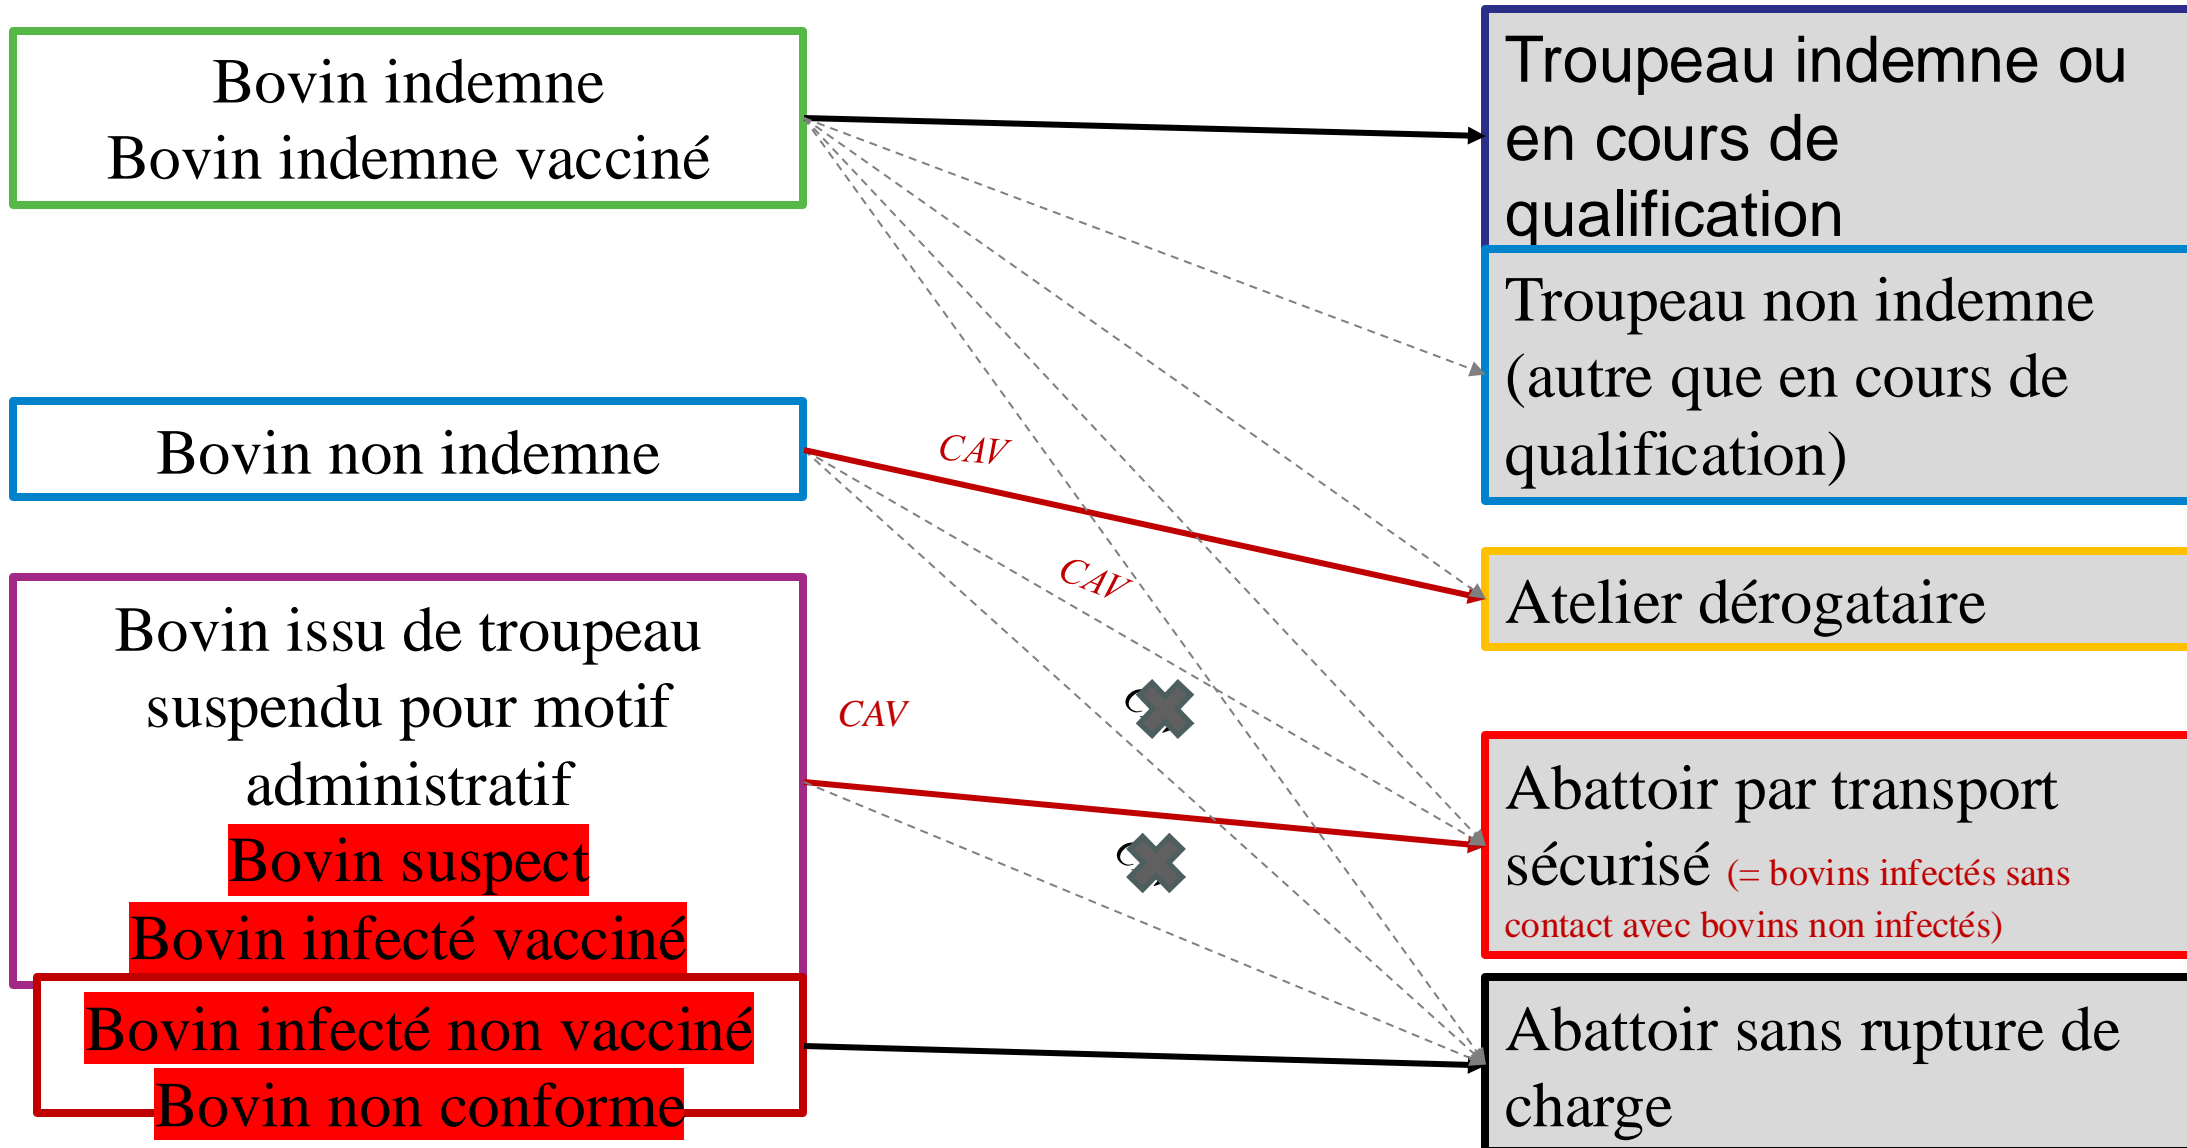 Bovin indemne
Bovin indemne vacciné
Bovin non indemne
Bovin issu de troupeau
suspendu pour motif
administratif
Bovin suspect
Bovin infecté vacciné
Bovin infecté non vacciné
Bovin non conforme
CAV
CAV
CAV
Troupeau indemne ou
en cours de
qualification
Troupeau non indemne
(autre que en cours de
qualification)
Atelier dérogataire
Abattoir par transport
sécurisé (= bovins infectés sans
contact avec bovins non infectés)
Abattoir sans rupture de
charge